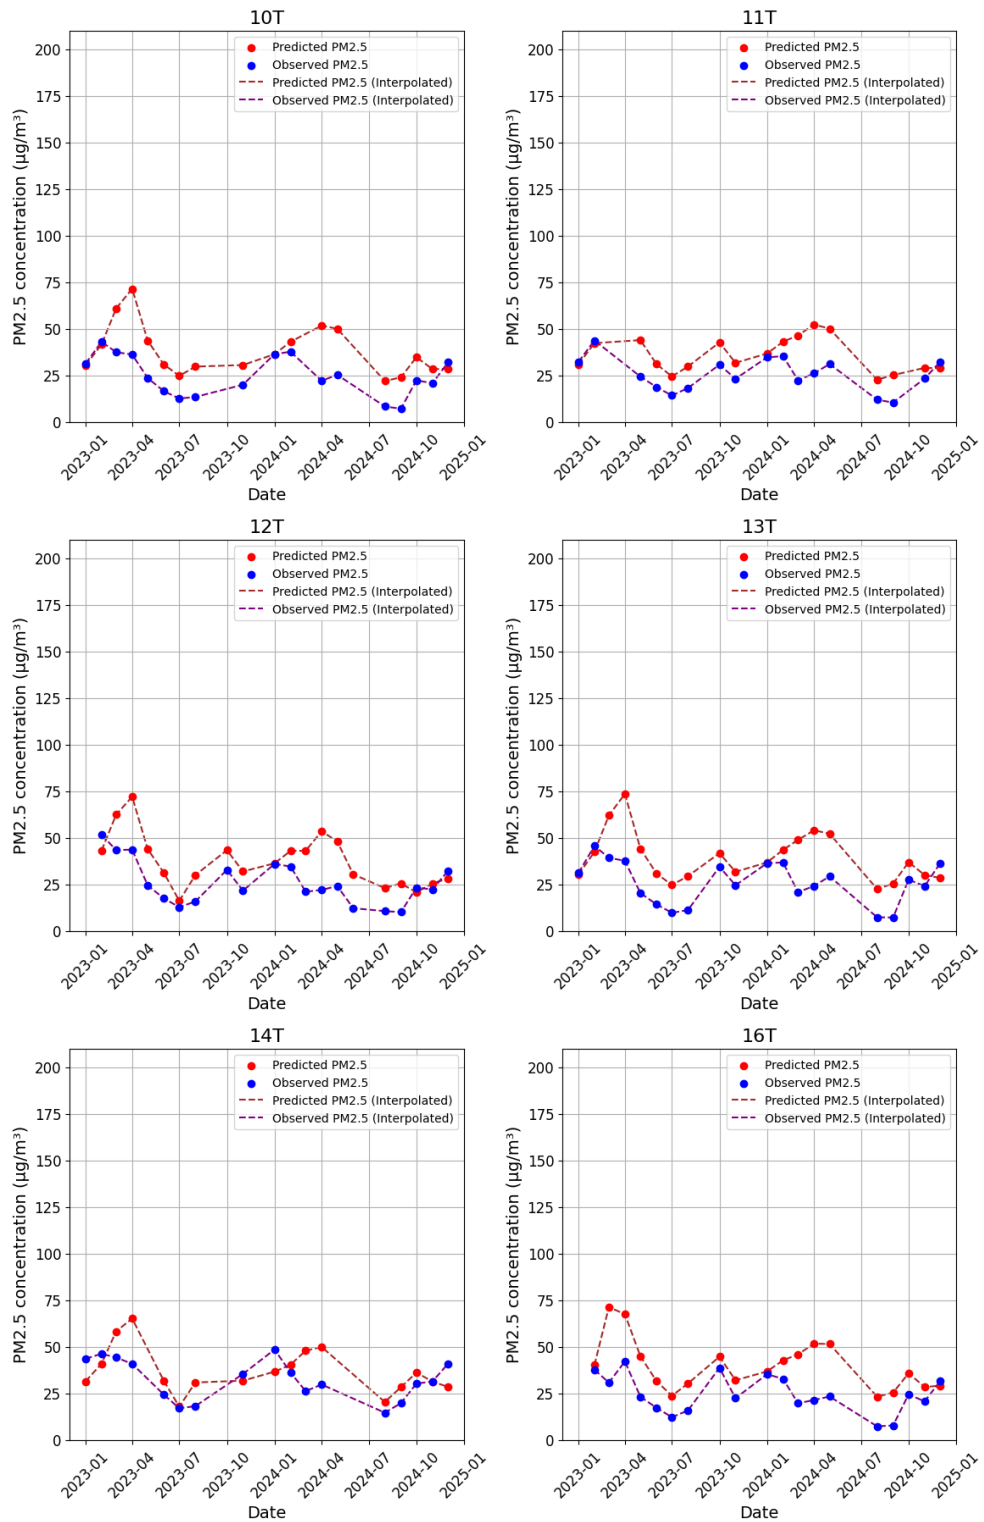 10T
Predicted PM2.5
Observed PM2.5
Predicted PM2.5 (Interpolated)
Observed PM2.5 (Interpolated)
PM2.5 concentration (µg/m³)
200
175
150
125
100
75
50
25
0
2023-01
2023-04
2023-07
2023-10
2024-01
2024-04
2024-07
2024-10
2025-01
Date
11T
Predicted PM2.5
Observed PM2.5
Predicted PM2.5 (Interpolated)
Observed PM2.5 (Interpolated)
PM2.5 concentration (µg/m³)
200
175
150
125
100
75
50
25
0
2023-01
2023-04
2023-07
2023-10
2024-01
2024-04
2024-07
2024-10
2025-01
Date
12T
Predicted PM2.5
Observed PM2.5
Predicted PM2.5 (Interpolated)
Observed PM2.5 (Interpolated)
PM2.5 concentration (µg/m³)
200
175
150
125
100
75
50
25
0
2023-01
2023-04
2023-07
2023-10
2024-01
2024-04
2024-07
2024-10
2025-01
Date
13T
Predicted PM2.5
Observed PM2.5
Predicted PM2.5 (Interpolated)
Observed PM2.5 (Interpolated)
PM2.5 concentration (µg/m³)
200
175
150
125
100
75
50
25
0
2023-01
2023-04
2023-07
2023-10
2024-01
2024-04
2024-07
2024-10
2025-01
Date
14T
Predicted PM2.5
Observed PM2.5
Predicted PM2.5 (Interpolated)
Observed PM2.5 (Interpolated)
PM2.5 concentration (µg/m³)
200
175
150
125
100
75
50
25
0
2023-01
2023-04
2023-07
2023-10
2024-01
2024-04
2024-07
2024-10
2025-01
Date
16T
Predicted PM2.5
Observed PM2.5
Predicted PM2.5 (Interpolated)
Observed PM2.5 (Interpolated)
PM2.5 concentration (µg/m³)
200
175
150
125
100
75
50
25
0
2023-01
2023-04
2023-07
2023-10
2024-01
2024-04
2024-07
2024-10
2025-01
Date